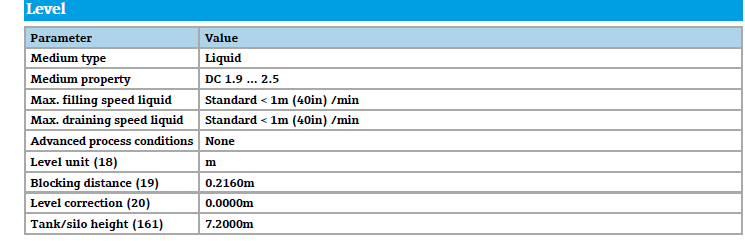 Level
Parameter Value
Medium type Liquid
Medium property DC 1.9 ... 2.5
Max. filling speed liquid Standard < 1m (40in) /min
Max. draining speed liquid Standard < 1m (40in) /min
Advanced process conditions None
Level unit (18) m
Blocking distance (19) 0.2160m
Level correction (20) 0.0000m
Tank/silo height (161) 7.2000m